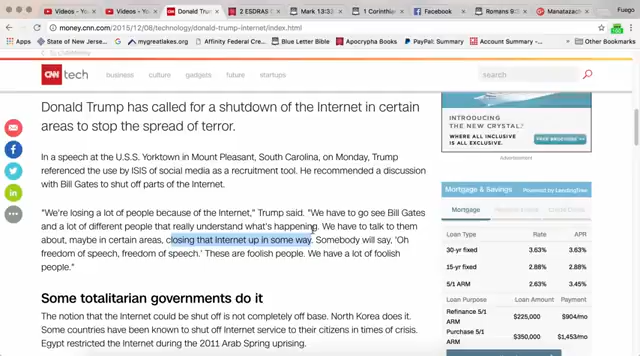 Videos - YouTube
Videos - YouTube
Donald Trump
2 ESDRAS
Mark 13:33
1 Corinthian
Facebook
Romans 9:5
Manatazach
Fuego
money.cnn.com/2015/12/08/technology/donald-trump-internet/index.html
Apps
State of New Jersey
mygreatlakes.org
Affinity Federal Cre...
Blue Letter Bible
Apocrypha Books
PayPal: Summary
Account Summary -...
Other Bookmarks
CNN tech
business
culture
gadgets
future
startups
search
Donald Trump has called for a shutdown of the Internet in certain
areas to stop the spread of terror.
In a speech at the U.S.S. Yorktown in Mount Pleasant, South Carolina, on Monday, Trump
referenced the use by ISIS of social media as a recruitment tool. He recommended a discussion
with Bill Gates to shut off parts of the Internet.
"We're losing a lot of people because of the Internet," Trump said. "We have to go see Bill Gates
and a lot of different people that really understand what's happening. We have to talk to them
about, maybe in certain areas, closing that Internet up in some way. Somebody will say, 'Oh
freedom of speech, freedom of speech.' These are foolish people. We have a lot of foolish
people."
Some totalitarian governments do it
The notion that the Internet could be shut off is not completely off base. North Korea does it.
Some countries have been known to shut off Internet service to their citizens in times of crisis.
Egypt restricted the Internet during the 2011 Arab Spring uprising.
INTRODUCING
THE NEW CRYSTAL?
WHERE ALL INCLUSIVE
IS ALL EXCLUSIVE.
Advertisement
Mortgage & Savings
Powered by LendingTree
Mortgage
Loan Type
Rate
APR
30-yr fixed
3.63%
3.63%
15-yr fixed
2.88%
2.88%
5/1 ARM
2.63%
3.45%
Loan Purpose
Loan Amount
Payment
Refinance 5/1
ARM
$225,000
$904/mo
Purchase 5/1
ARM
$350,000
$1,453/mo